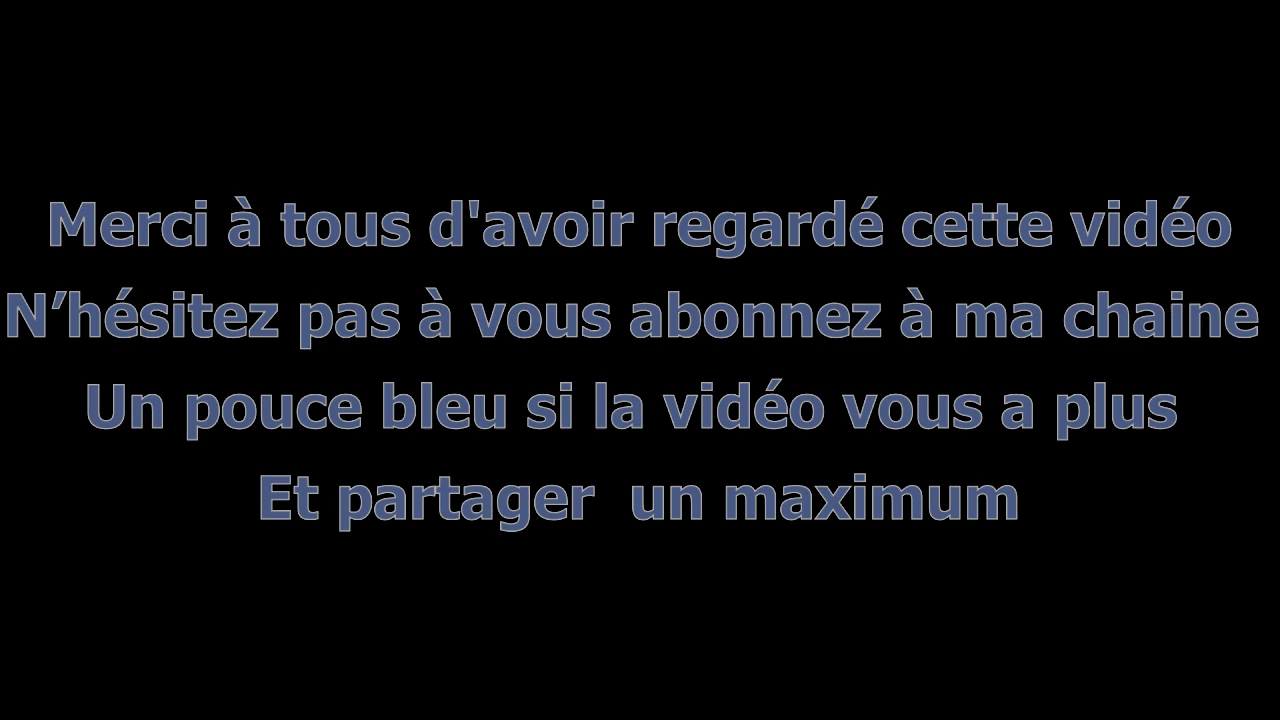 Merci à tous d'avoir regardé cette vidéo
N’hésitez pas à vous abonnez à ma chaine
Un pouce bleu si la vidéo vous a plus
Et partager  un maximum